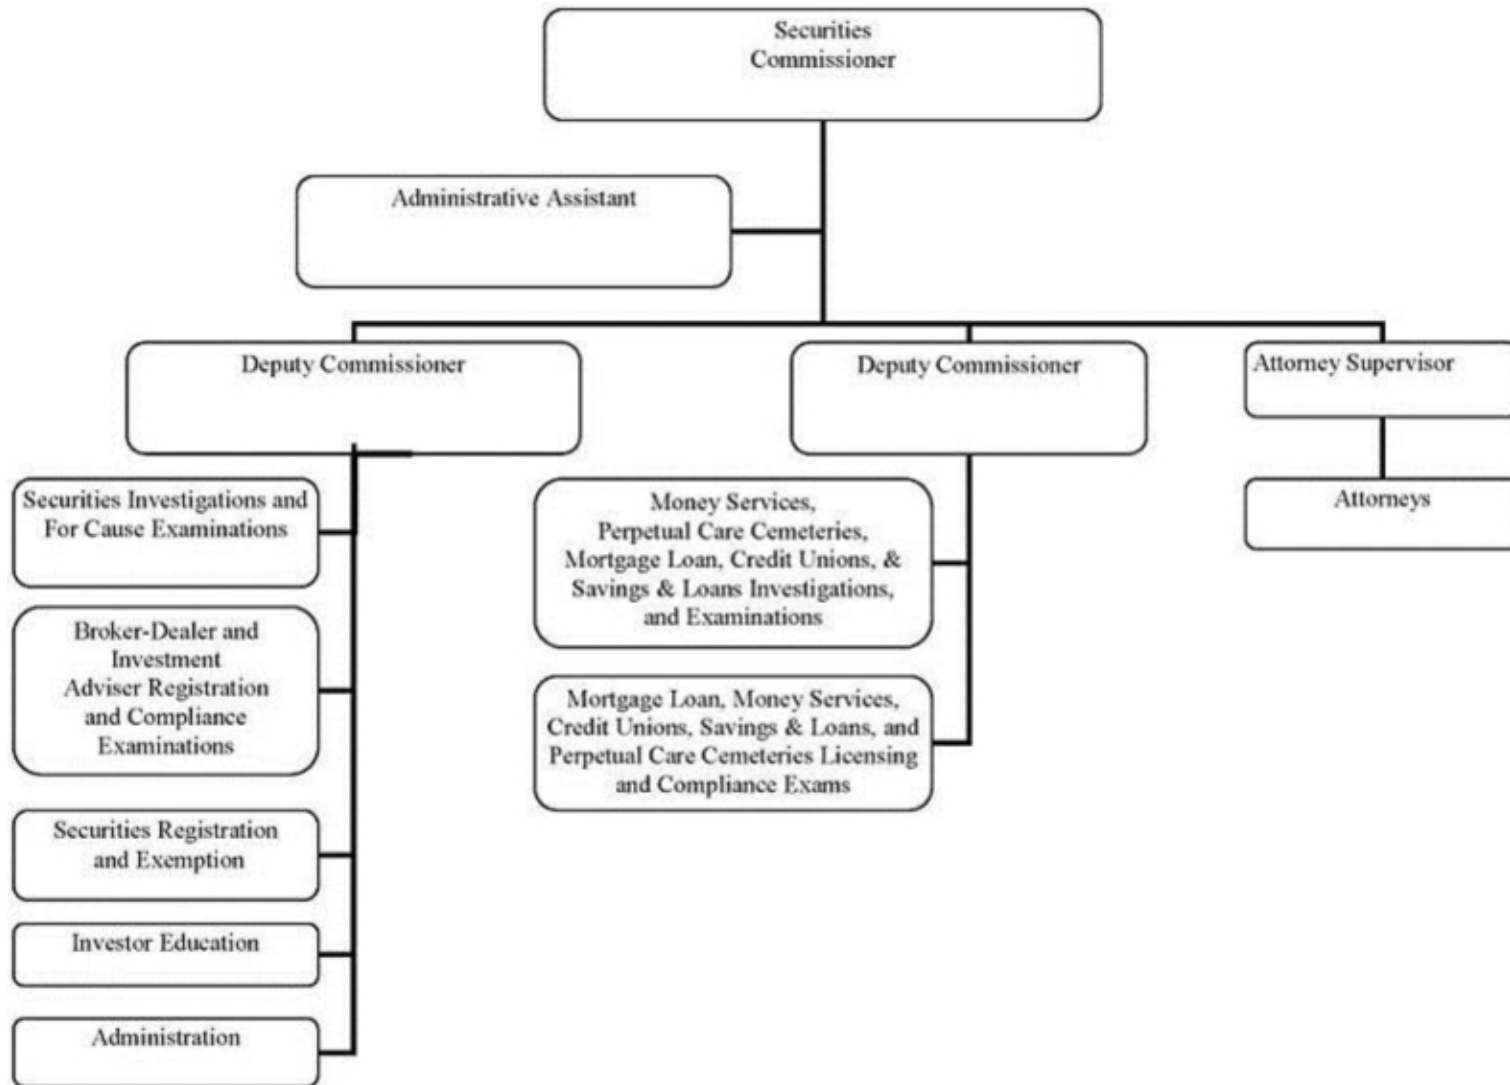 Securities
Commissioner
Administrative Assistant
Deputy Commissioner
Deputy Commissioner
Attorney Supervisor
Securities Investigations and
For Cause Examinations
Broker-Dealer and
Investment
Adviser Registration
and Compliance
Examinations
Securities Registration
and Exemption
Investor Education
Administration
Money Services,
Perpetual Care Cemeteries,
Mortgage Loan, Credit Unions, &
Savings & Loans Investigations,
and Examinations
Mortgage Loan, Money Services,
Credit Unions, Savings & Loans, and
Perpetual Care Cemeteries Licensing
and Compliance Exams
Attorneys